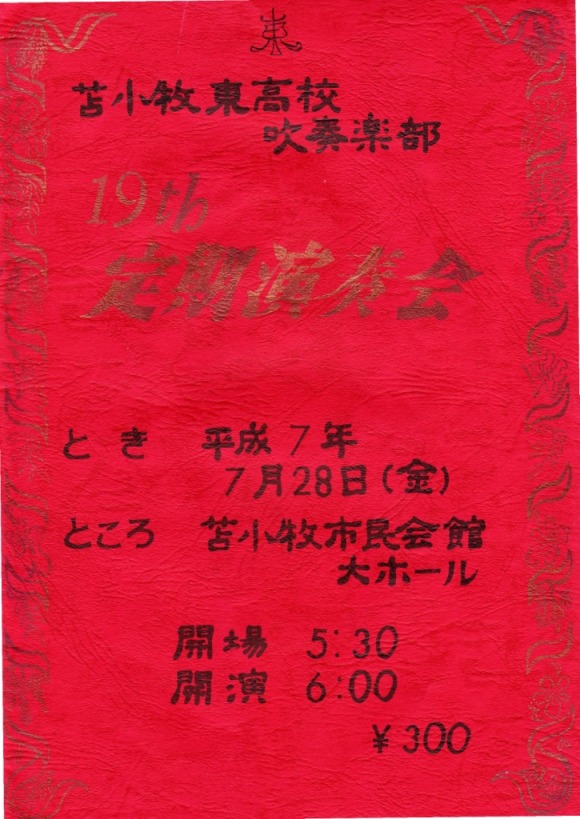 東
苫小牧東高校
吹奏楽部
19th
定期演奏会
とき 平成7年
7月28日(金)
ところ 苫小牧市民会館
大ホール
開場 5:30
開演 6:00
¥300